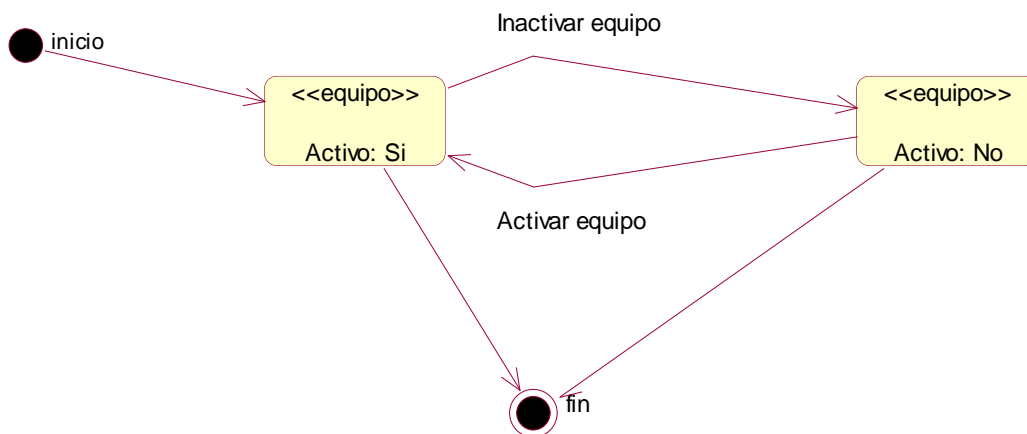 Inactivar equipo
inicio
<<equipo>>
Activo: Si
<<equipo>>
Activo: No
Activar equipo
fin